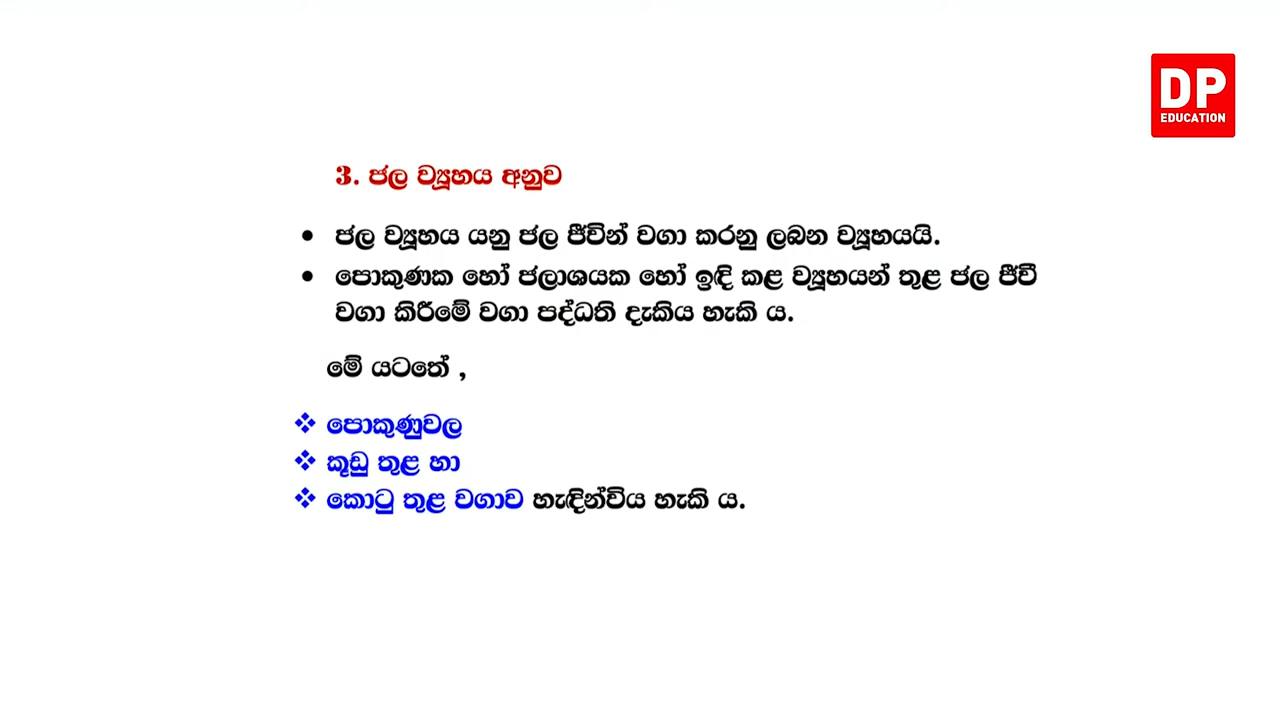 DP
EDUCATION
3. ජල ව්‍යූහය අනුව
• ජල ව්‍යූහය යනු ජල ජීවීන් වගා කරනු ලබන ව්‍යූහයයි.
• පොකුණක හෝ ජලාශයක හෝ ඉඳි කළ ව්‍යූහයන් තුළ ජල ජීවී
වගා කිරීමේ වගා පද්ධති දැකිය හැකි ය.
මේ යටතේ ,
❖ පොකුණුවල
❖ කූඩු තුළ හා
❖ කොටු තුළ වගාව හැඳින්විය හැකි ය.